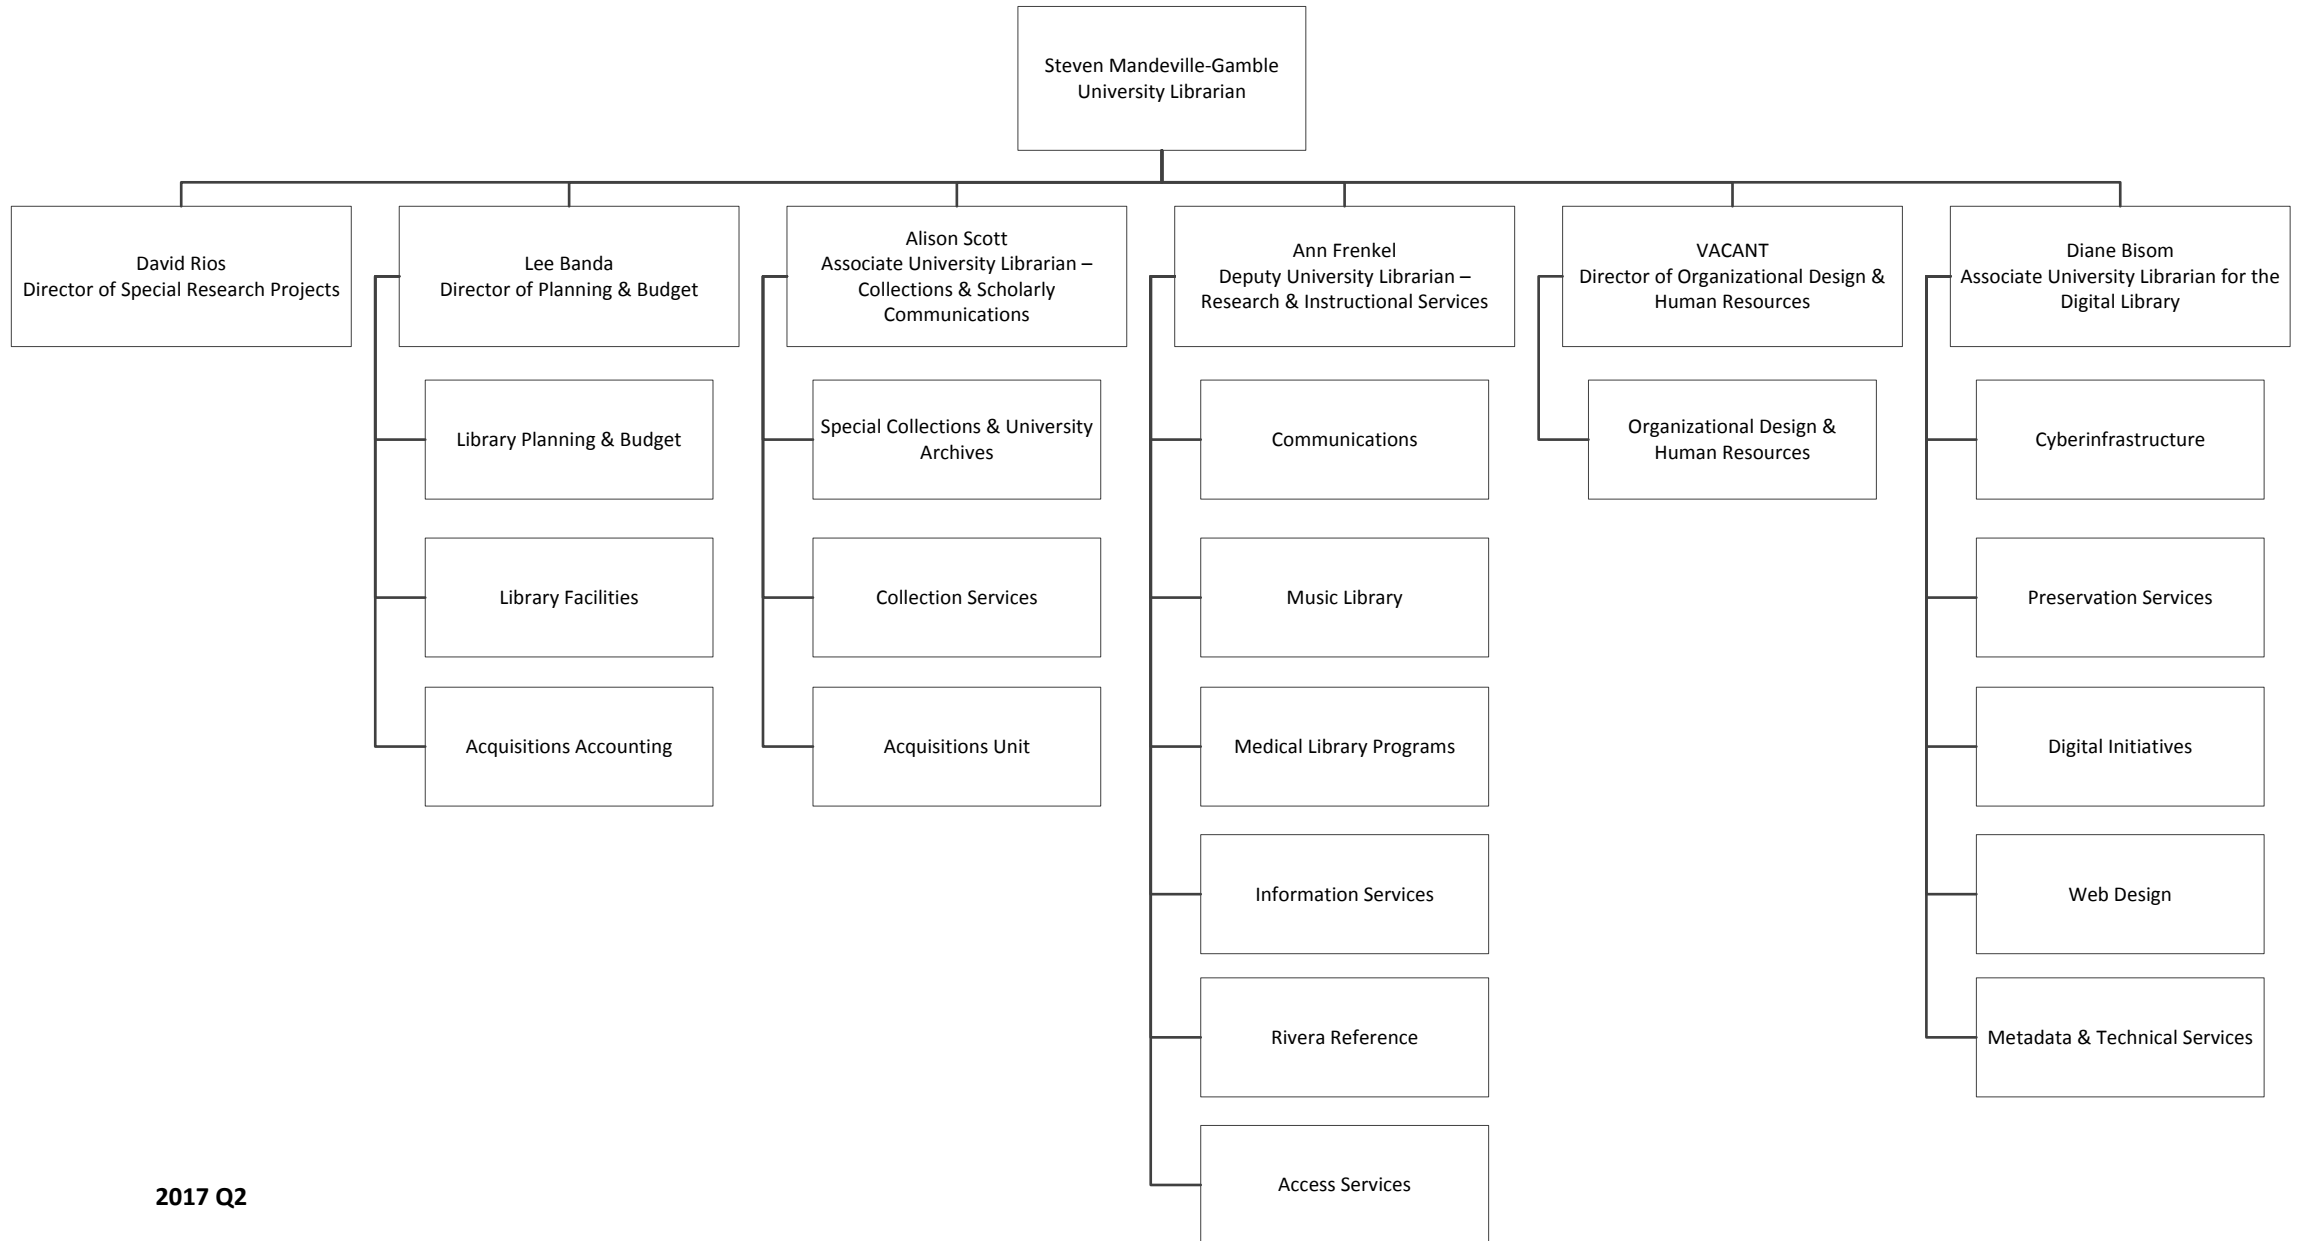 Steven Mandeville-Gamble
University Librarian
David Rios
Director of Special Research Projects
Lee Banda
Director of Planning & Budget
Alison Scott
Associate University Librarian –
Collections & Scholarly
Communications
Ann Frenkel
Deputy University Librarian –
Research & Instructional Services
VACANT
Director of Organizational Design &
Human Resources
Diane Bisom
Associate University Librarian for the
Digital Library
Library Planning & Budget
Special Collections & University
Archives
Communications
Organizational Design &
Human Resources
Cyberinfrastructure
Library Facilities
Collection Services
Music Library
Preservation Services
Acquisitions Accounting
Acquisitions Unit
Medical Library Programs
Digital Initiatives
Information Services
Web Design
Rivera Reference
Metadata & Technical Services
Access Services
2017 Q2